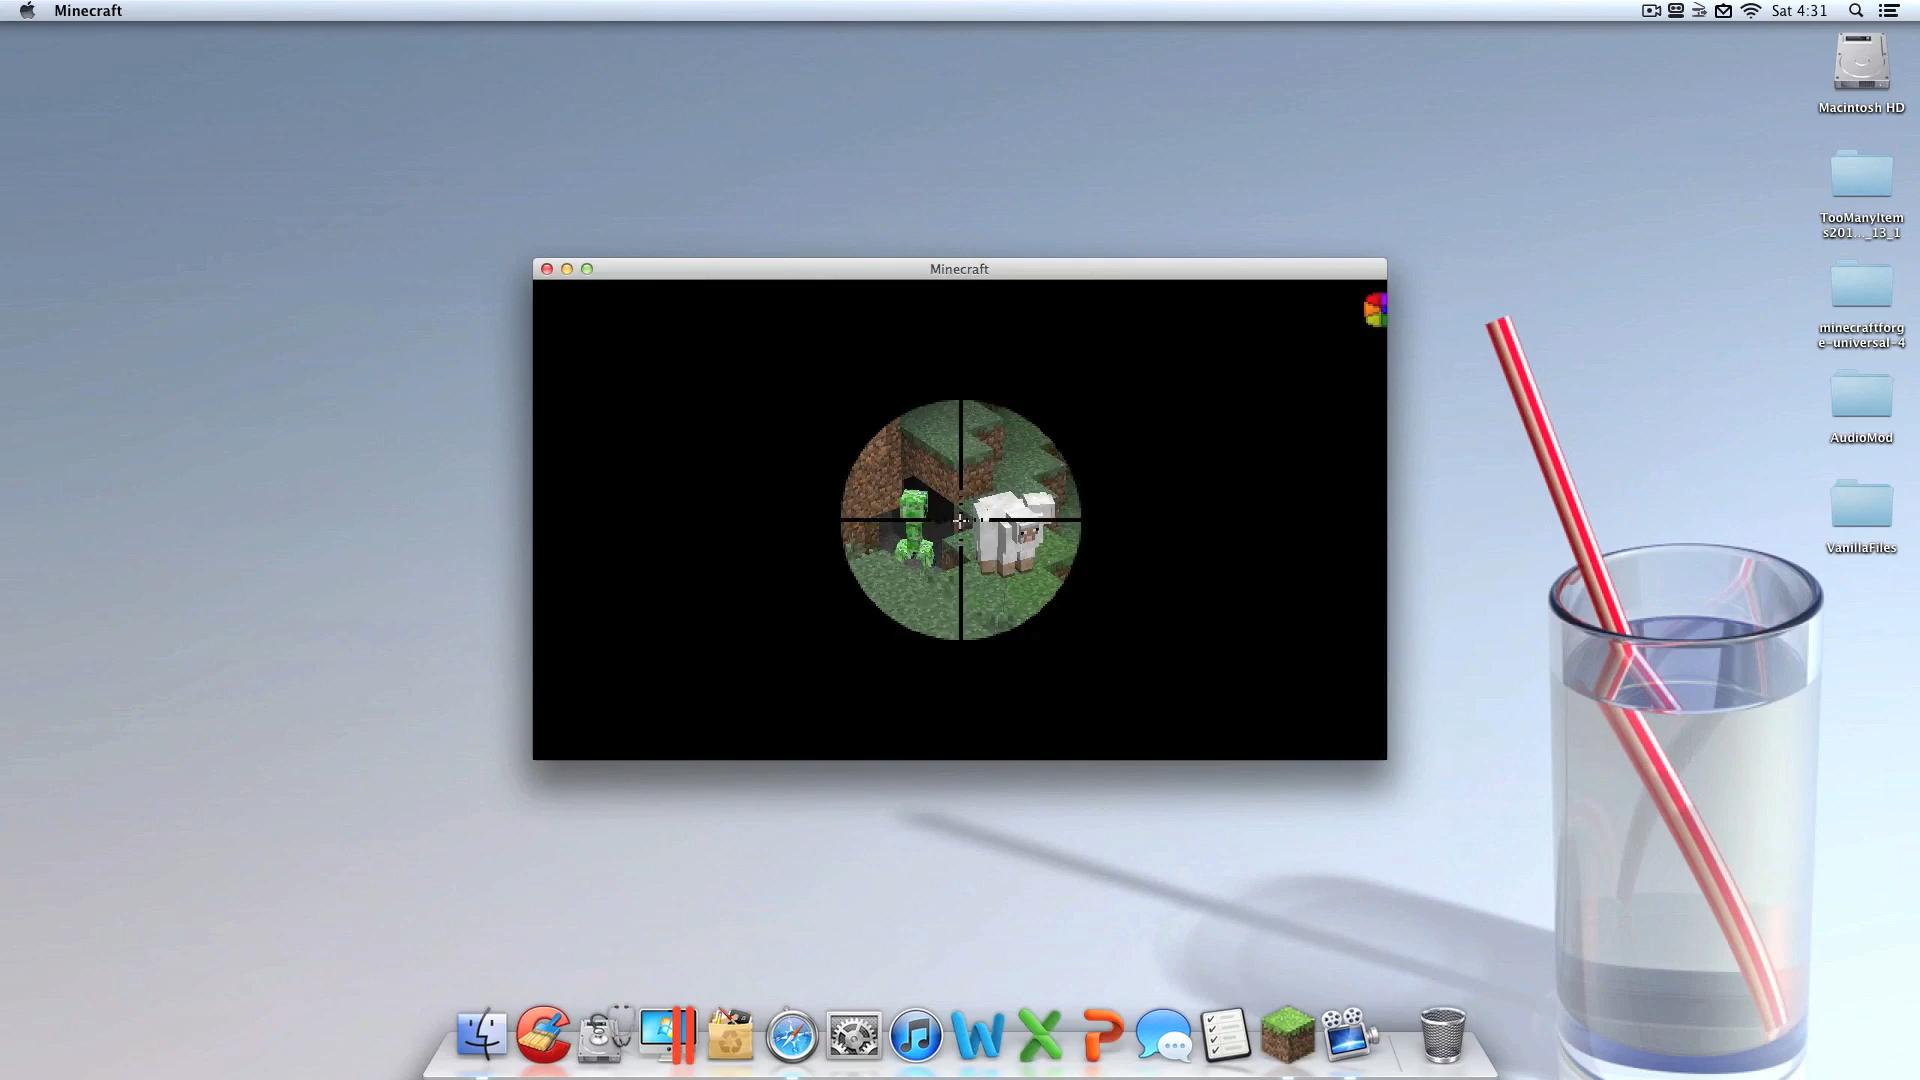 Minecraft
Sat 4:31
Minecraft
Macintosh HD
TooManyItem
s201..._13_1
minecraftforg
e-universal-4
AudioMod
VanillaFiles